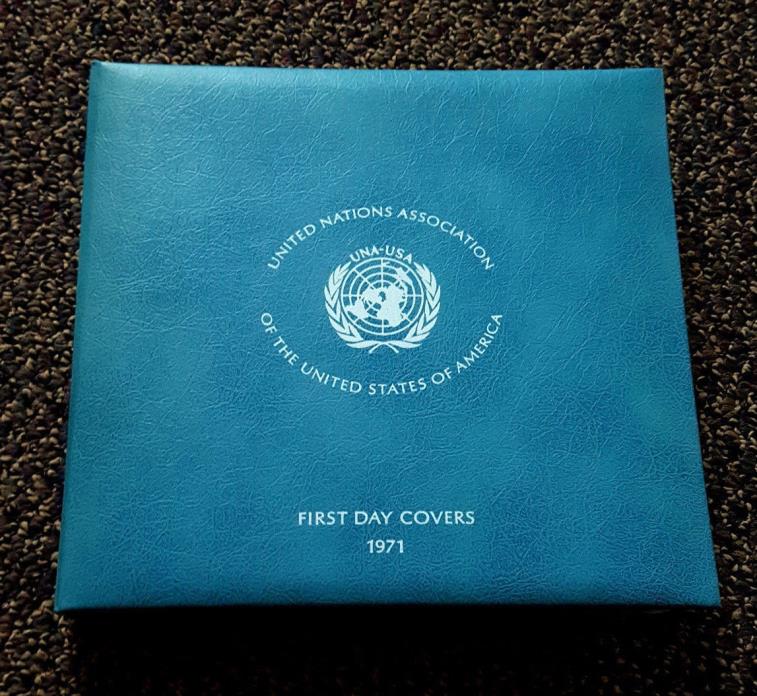 UNITED NATIONS ASSOCIATION
UNA-USA
OF THE UNITED STATES OF AMERICA
FIRST DAY COVERS
1971